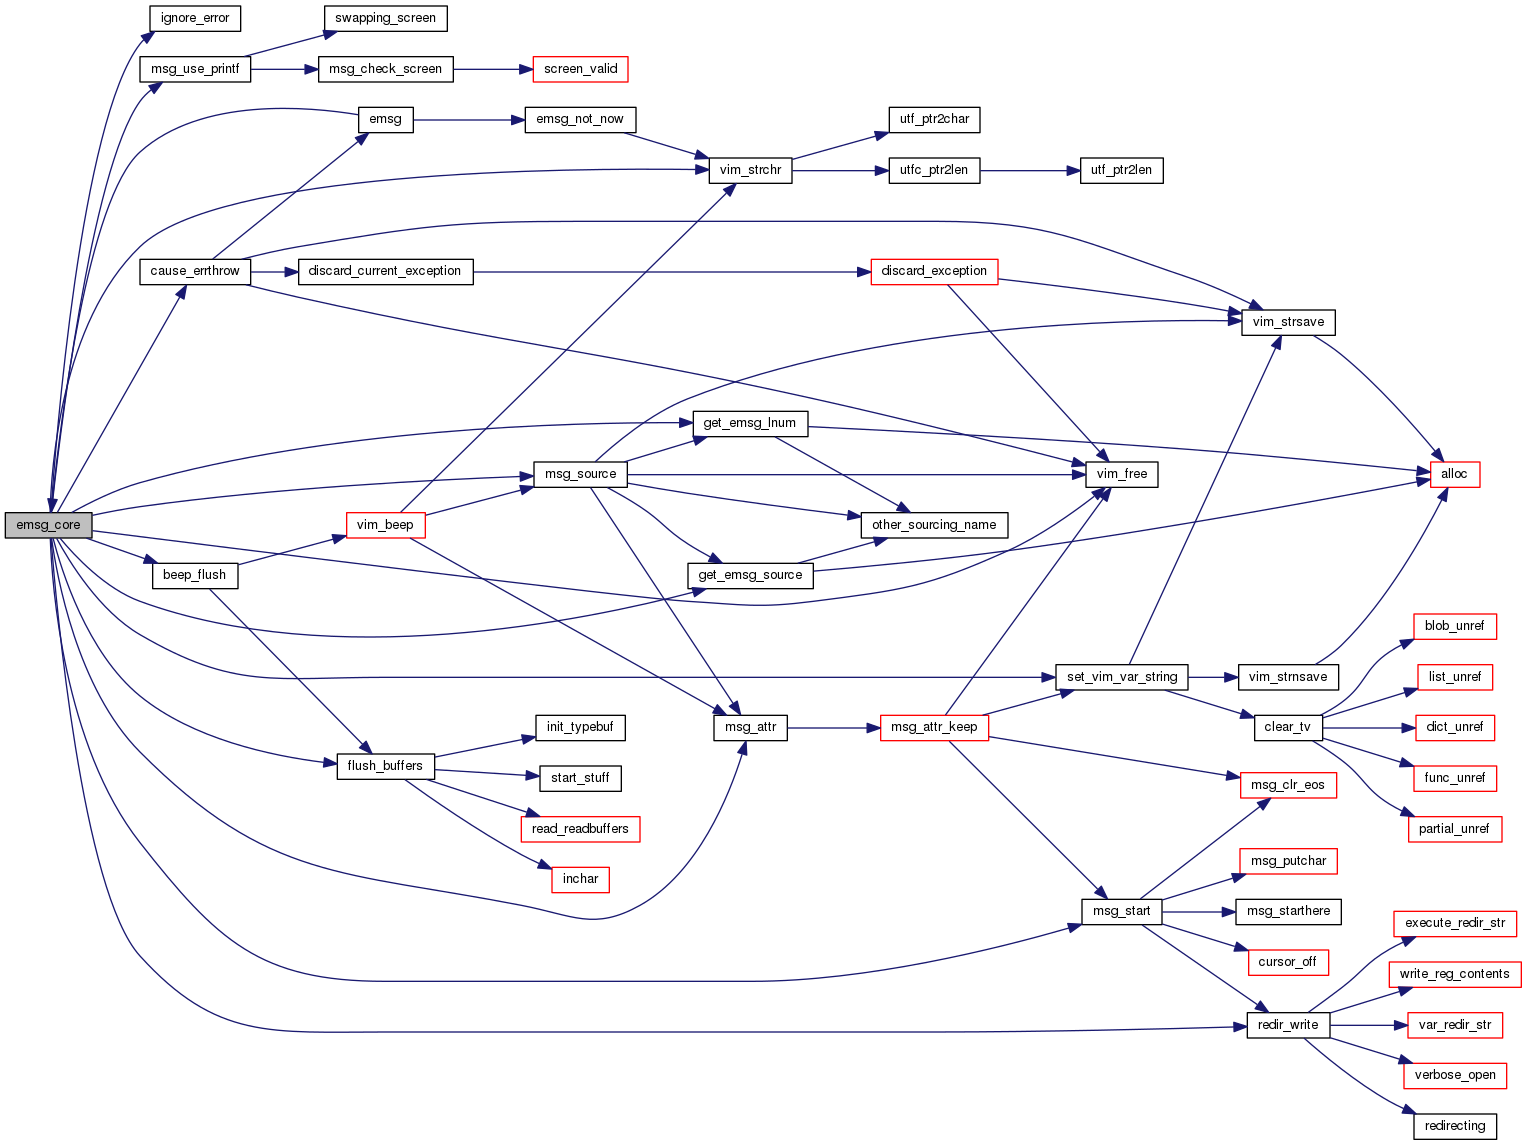 ignore_error
swapping_screen
msg_use_printf
msg_check_screen
screen_valid
emsg
emsg_not_now
utf_ptr2char
vim_strchr
utfc_ptr2len
utf_ptr2len
cause_errthrow
discard_current_exception
discard_exception
vim_strsave
get_emsg_lnum
msg_source
vim_free
alloc
emsg_core
vim_beep
other_sourcing_name
beep_flush
get_emsg_source
blob_unref
set_vim_var_string
vim_strnsave
list_unref
init_typebuf
msg_attr
msg_attr_keep
clear_tv
dict_unref
flush_buffers
start_stuff
msg_clr_eos
func_unref
read_readbuffers
partial_unref
inchar
msg_putchar
msg_start
msg_starthere
execute_redir_str
cursor_off
write_reg_contents
redir_write
var_redir_str
verbose_open
redirecting